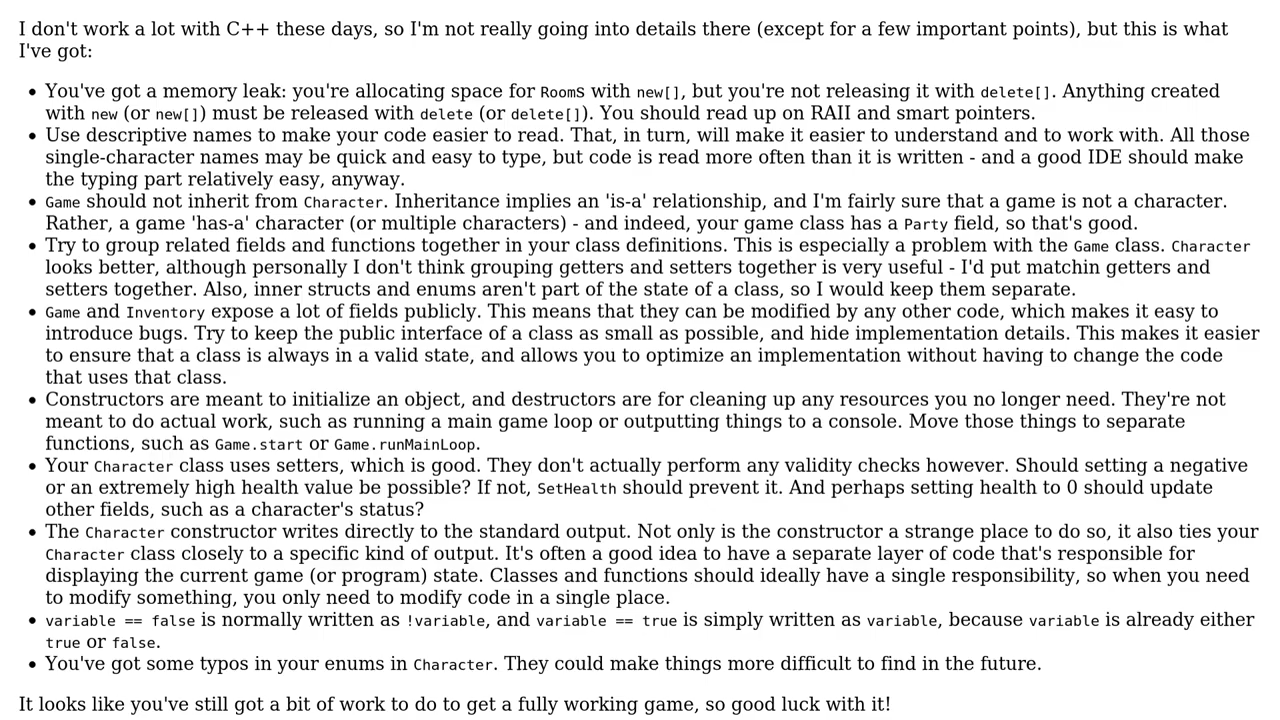 I don't work a lot with C++ these days, so I'm not really going into details there (except for a few important points), but this is what
I've got:
• You've got a memory leak: you're allocating space for Rooms with new[], but you're not releasing it with delete[]. Anything created
with new (or new[]) must be released with delete (or delete[]). You should read up on RAII and smart pointers.
• Use descriptive names to make your code easier to read. That, in turn, will make it easier to understand and to work with. All those
single-character names may be quick and easy to type, but code is read more often than it is written - and a good IDE should make
the typing part relatively easy, anyway.
• Game should not inherit from Character. Inheritance implies an 'is-a' relationship, and I'm fairly sure that a game is not a character.
Rather, a game 'has-a' character (or multiple characters) - and indeed, your game class has a Party field, so that's good.
• Try to group related fields and functions together in your class definitions. This is especially a problem with the Game class. Character
looks better, although personally I don't think grouping getters and setters together is very useful - I'd put matchin getters and
setters together. Also, inner structs and enums aren't part of the state of a class, so I would keep them separate.
• Game and Inventory expose a lot of fields publicly. This means that they can be modified by any other code, which makes it easy to
introduce bugs. Try to keep the public interface of a class as small as possible, and hide implementation details. This makes it easier
to ensure that a class is always in a valid state, and allows you to optimize an implementation without having to change the code
that uses that class.
• Constructors are meant to initialize an object, and destructors are for cleaning up any resources you no longer need. They're not
meant to do actual work, such as running a main game loop or outputting things to a console. Move those things to separate
functions, such as Game.start or Game.runMainLoop.
• Your Character class uses setters, which is good. They don't actually perform any validity checks however. Should setting a negative
or an extremely high health value be possible? If not, SetHealth should prevent it. And perhaps setting health to 0 should update
other fields, such as a character's status?
• The Character constructor writes directly to the standard output. Not only is the constructor a strange place to do so, it also ties your
Character class closely to a specific kind of output. It's often a good idea to have a separate layer of code that's responsible for
displaying the current game (or program) state. Classes and functions should ideally have a single responsibility, so when you need
to modify something, you only need to modify code in a single place.
• variable == false is normally written as !variable, and variable == true is simply written as variable, because variable is already either
true or false.
• You've got some typos in your enums in Character. They could make things more difficult to find in the future.
It looks like you've still got a bit of work to do to get a fully working game, so good luck with it!